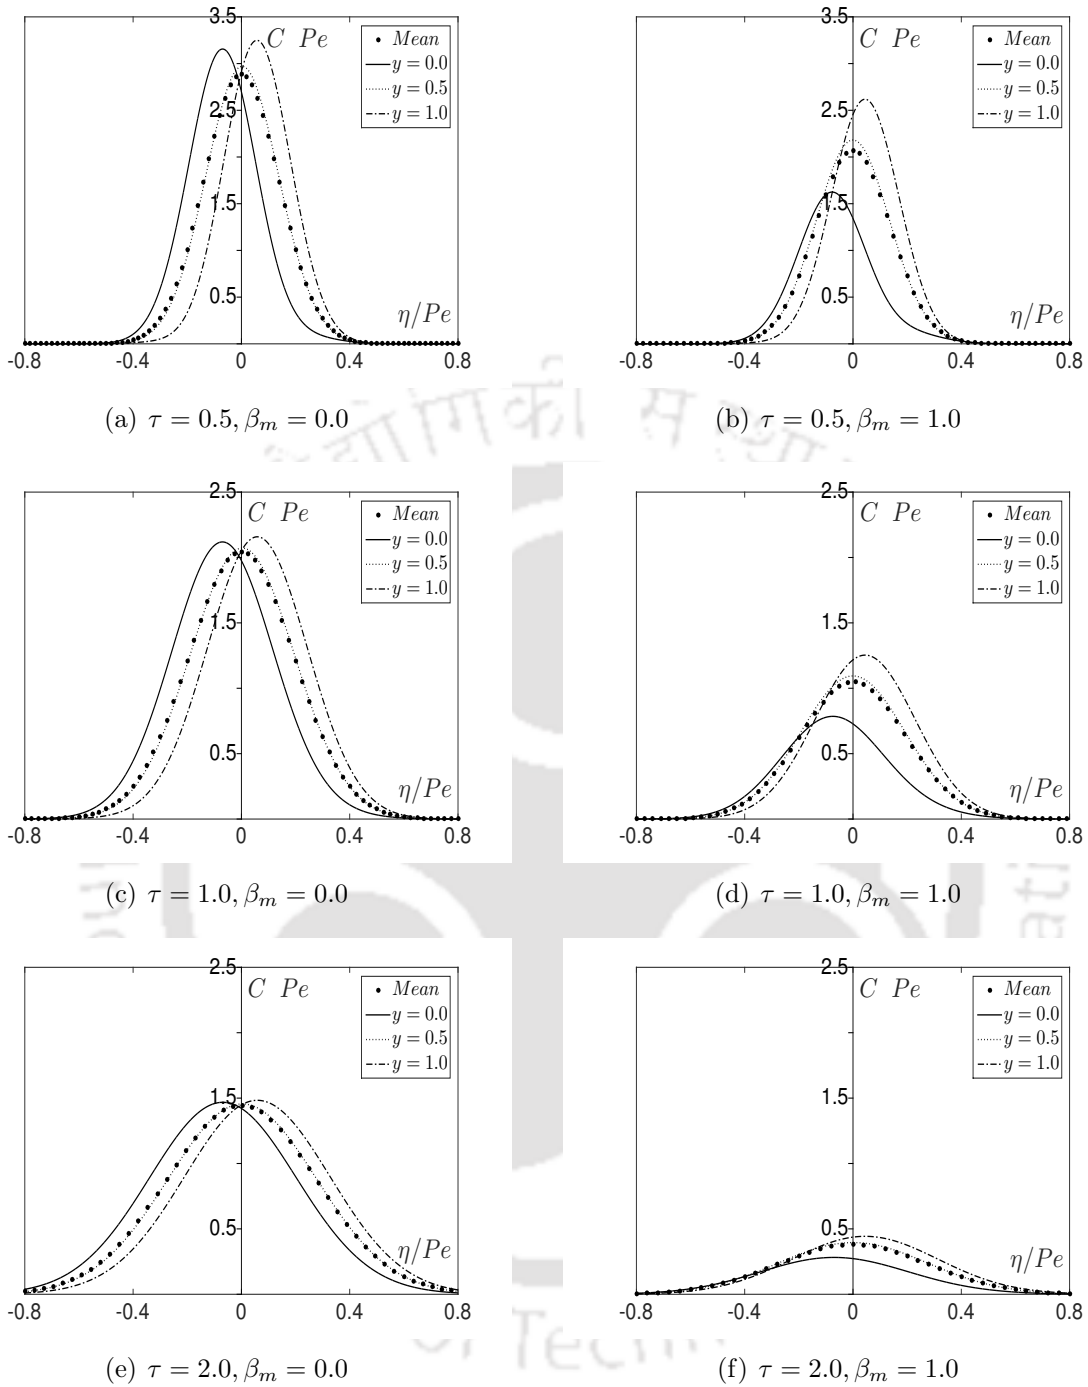 3.5
C Pe
Mean
y = 0.0
y = 0.5
y = 1.0
2.5
1.5
0.5
η/Pe
-0.8 -0.4 0 0.4 0.8
(a) τ = 0.5, βm = 0.0
3.5
C Pe
Mean
y = 0.0
y = 0.5
y = 1.0
2.5
1.5
0.5
η/Pe
-0.8 -0.4 0 0.4 0.8
(b) τ = 0.5, βm = 1.0
2.5
C Pe
Mean
y = 0.0
y = 0.5
y = 1.0
1.5
0.5
η/Pe
-0.8 -0.4 0 0.4 0.8
(c) τ = 1.0, βm = 0.0
2.5
C Pe
Mean
y = 0.0
y = 0.5
y = 1.0
1.5
0.5
η/Pe
-0.8 -0.4 0 0.4 0.8
(d) τ = 1.0, βm = 1.0
2.5
C Pe
Mean
y = 0.0
y = 0.5
y = 1.0
1.5
0.5
η/Pe
-0.8 -0.4 0 0.4 0.8
(e) τ = 2.0, βm = 0.0
2.5
C Pe
Mean
y = 0.0
y = 0.5
y = 1.0
1.5
0.5
η/Pe
-0.8 -0.4 0 0.4 0.8
(f) τ = 2.0, βm = 1.0